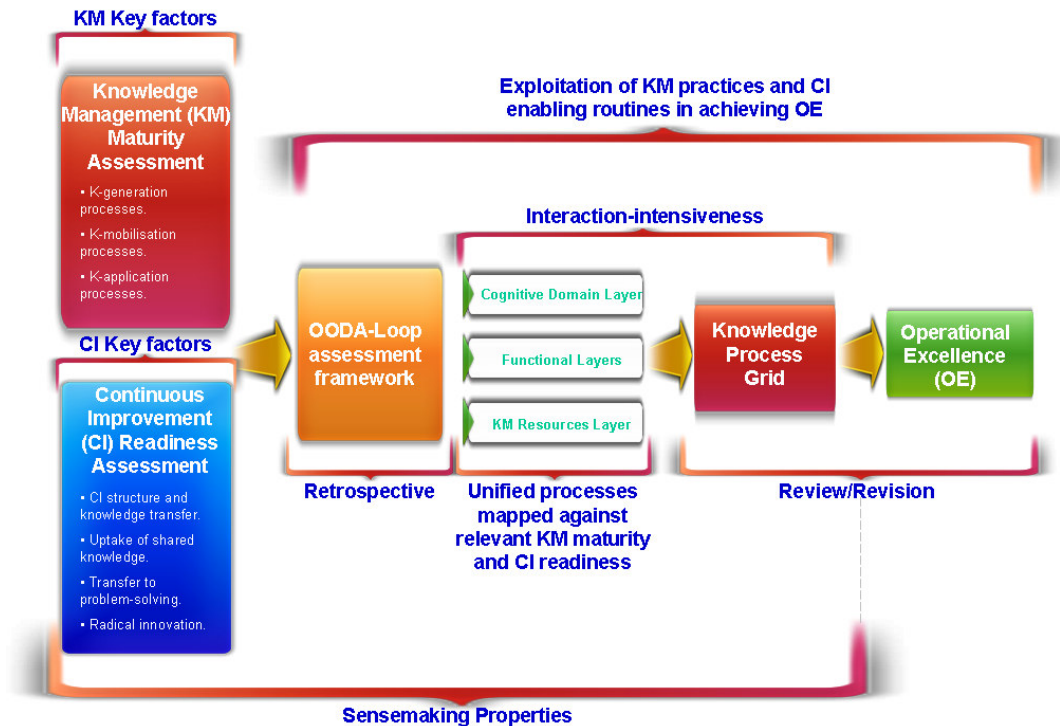 KM Key factors
Knowledge
Management (KM)
Maturity
Assessment
▪ K-generation
processes.
▪ K-mobilisation
processes.
▪ K-application
processes.
CI Key factors
Continuous
Improvement
(CI) Readiness
Assessment
▪ CI structure and
knowledge transfer.
▪ Uptake of shared
knowledge.
▪ Transfer to
problem-solving.
▪ Radical innovation.
Exploitation of KM practices and CI
enabling routines in achieving OE
Interaction-intensiveness
OODA-Loop
assessment
framework
Cognitive Domain Layer
Functional Layers
KM Resources Layer
Knowledge
Process
Grid
Operational
Excellence
(OE)
Retrospective
Unified processes
mapped against
relevant KM maturity
and CI readiness
Review/Revision
Sensemaking Properties